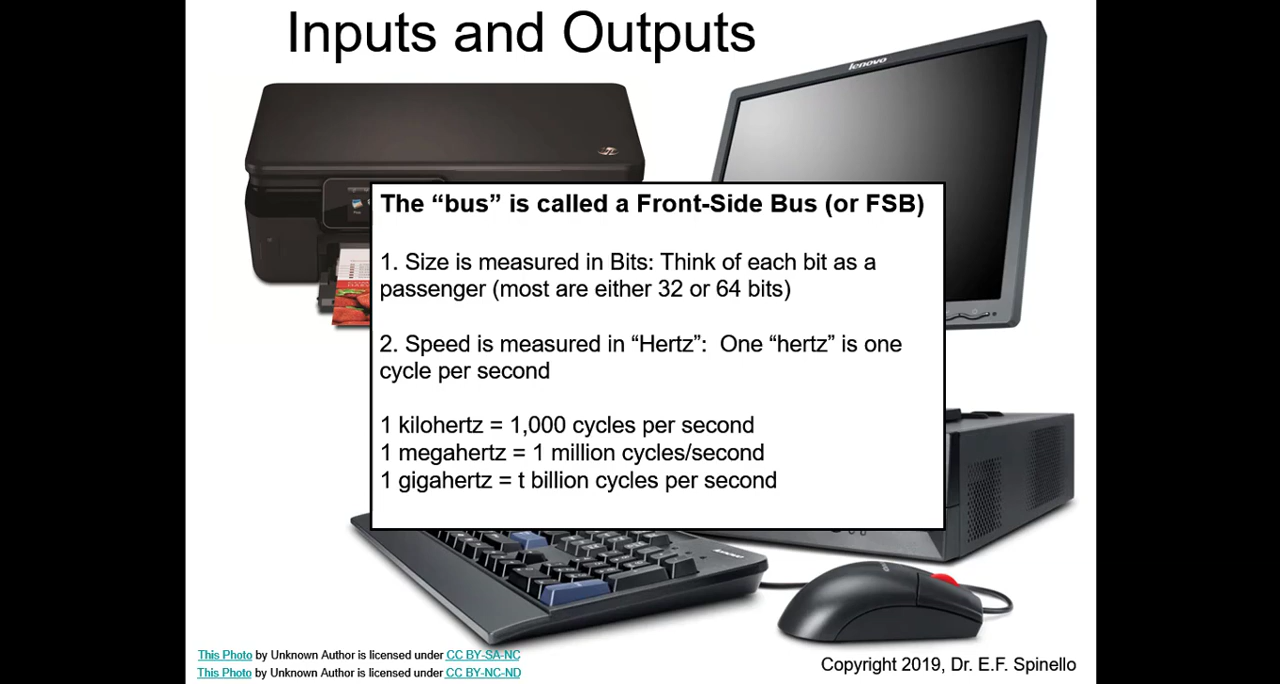 Inputs and Outputs
lenovo
hp
The “bus” is called a Front-Side Bus (or FSB)
1. Size is measured in Bits: Think of each bit as a
passenger (most are either 32 or 64 bits)
2. Speed is measured in “Hertz”: One “hertz” is one
cycle per second
1 kilohertz = 1,000 cycles per second
1 megahertz = 1 million cycles/second
1 gigahertz = t billion cycles per second
lenovo
This Photo by Unknown Author is licensed under CC BY-SA-NC
This Photo by Unknown Author is licensed under CC BY-NC-ND
Copyright 2019, Dr. E.F. Spinello